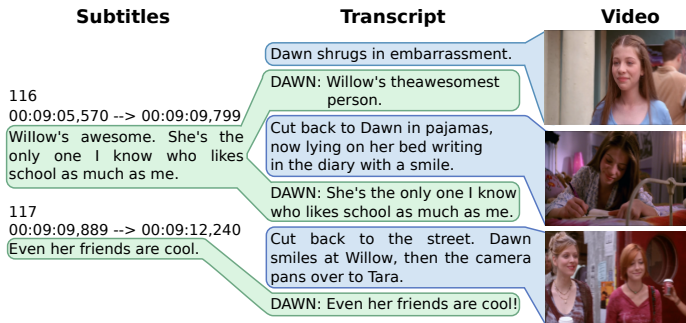 Subtitles
Transcript
Video
116
00:09:05,570 --> 00:09:09,799
Willow's awesome. She's the
only one I know who likes
school as much as me.
117
00:09:09,889 --> 00:09:12,240
Even her friends are cool.
Dawn shrugs in embarrassment.
DAWN: Willow's theawesomest
person.
Cut back to Dawn in pajamas,
now lying on her bed writing
in the diary with a smile.
DAWN: She's the only one I know
who likes school as much as me.
Cut back to the street. Dawn
smiles at Willow, then the camera
pans over to Tara.
DAWN: Even her friends are cool!